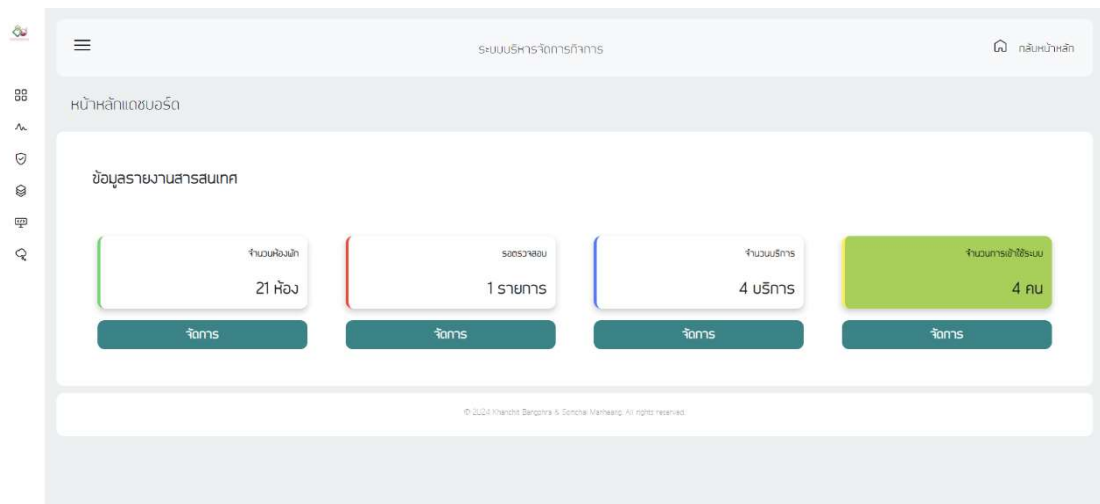 ระบบบริหารจัดการกิจการ
กลับหน้าหลัก
หน้าหลักแดชบอร์ด
ข้อมูลรายงานสารสนเทศ
จำนวนห้องพัก
21 ห้อง
จัดการ
รอตรวจสอบ
1 รายการ
จัดการ
จำนวนบริการ
4 บริการ
จัดการ
จำนวนการเข้าใช้ระบบ
4 คน
จัดการ
© 2024 All rights reserved.